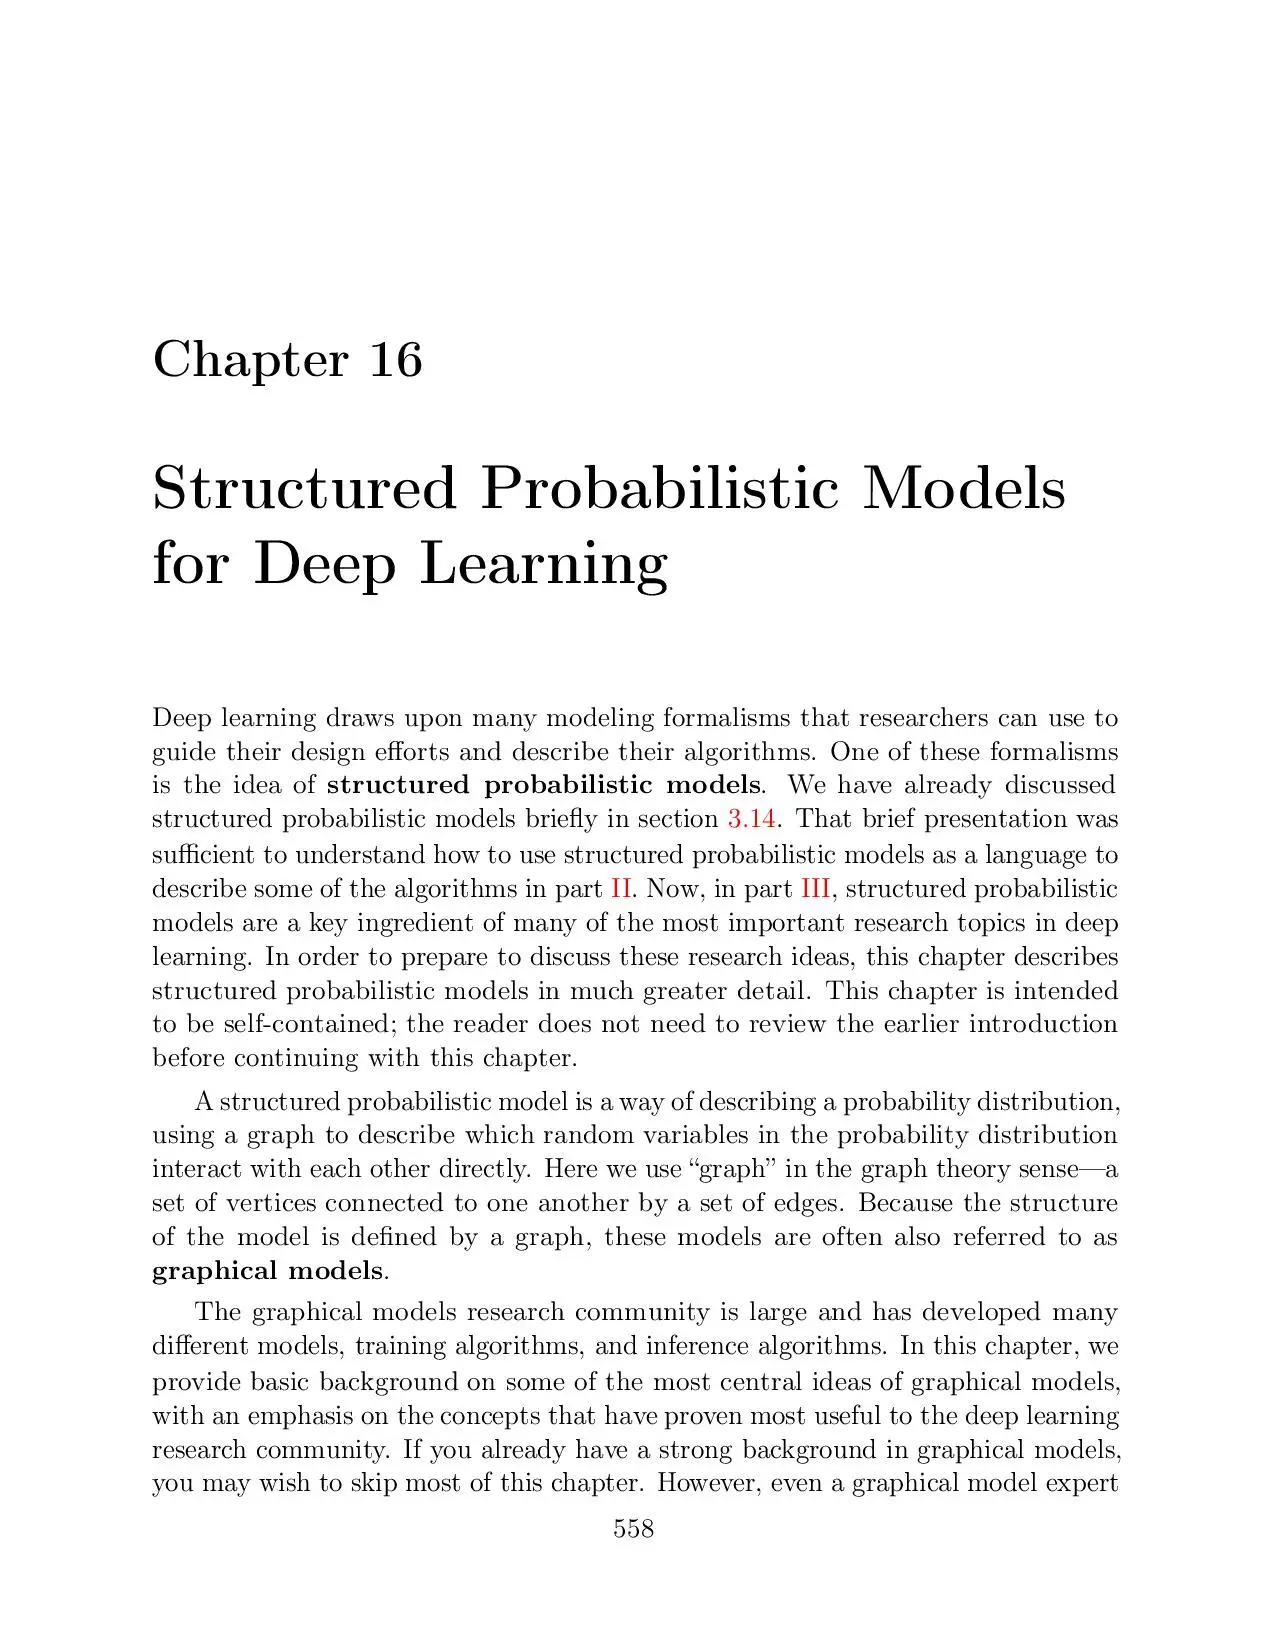 Chapter 16
Structured Probabilistic Models
for Deep Learning
Deep learning draws upon many modeling formalisms that researchers can use to
guide their design efforts and describe their algorithms. One of these formalisms
is the idea of structured probabilistic models. We have already discussed
structured probabilistic models briefly in section 3.14. That brief presentation was
sufficient to understand how to use structured probabilistic models as a language to
describe some of the algorithms in part II. Now, in part III, structured probabilistic
models are a key ingredient of many of the most important research topics in deep
learning. In order to prepare to discuss these research ideas, this chapter describes
structured probabilistic models in much greater detail. This chapter is intended
to be self-contained; the reader does not need to review the earlier introduction
before continuing with this chapter.
A structured probabilistic model is a way of describing a probability distribution,
using a graph to describe which random variables in the probability distribution
interact with each other directly. Here we use “graph” in the graph theory sense—a
set of vertices connected to one another by a set of edges. Because the structure
of the model is defined by a graph, these models are often also referred to as
graphical models.
The graphical models research community is large and has developed many
different models, training algorithms, and inference algorithms. In this chapter, we
provide basic background on some of the most central ideas of graphical models,
with an emphasis on the concepts that have proven most useful to the deep learning
research community. If you already have a strong background in graphical models,
you may wish to skip most of this chapter. However, even a graphical model expert
558